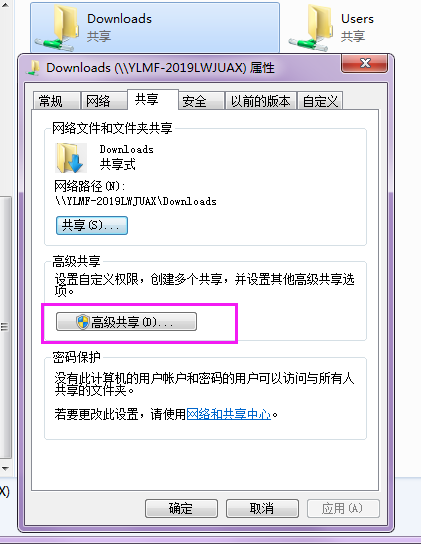 Downloads
共享
Users
共享
Downloads (\\YLMF-2019LWJUAX) 属性
常规
网络
共享
安全
以前的版本
自定义
网络文件和文件夹共享
Downloads
共享式
网络路径(N):
\\YLMF-2019LWJUAX\Downloads
共享(S)...
高级共享
设置自定义权限，创建多个共享，并设置其他高级共享选
项。
高级共享(D)...
密码保护
没有此计算机的用户帐户和密码的用户可以访问与所有人
共享的文件夹。
若要更改此设置，请使用网络和共享中心。
X)
确定
取消
应用(A)